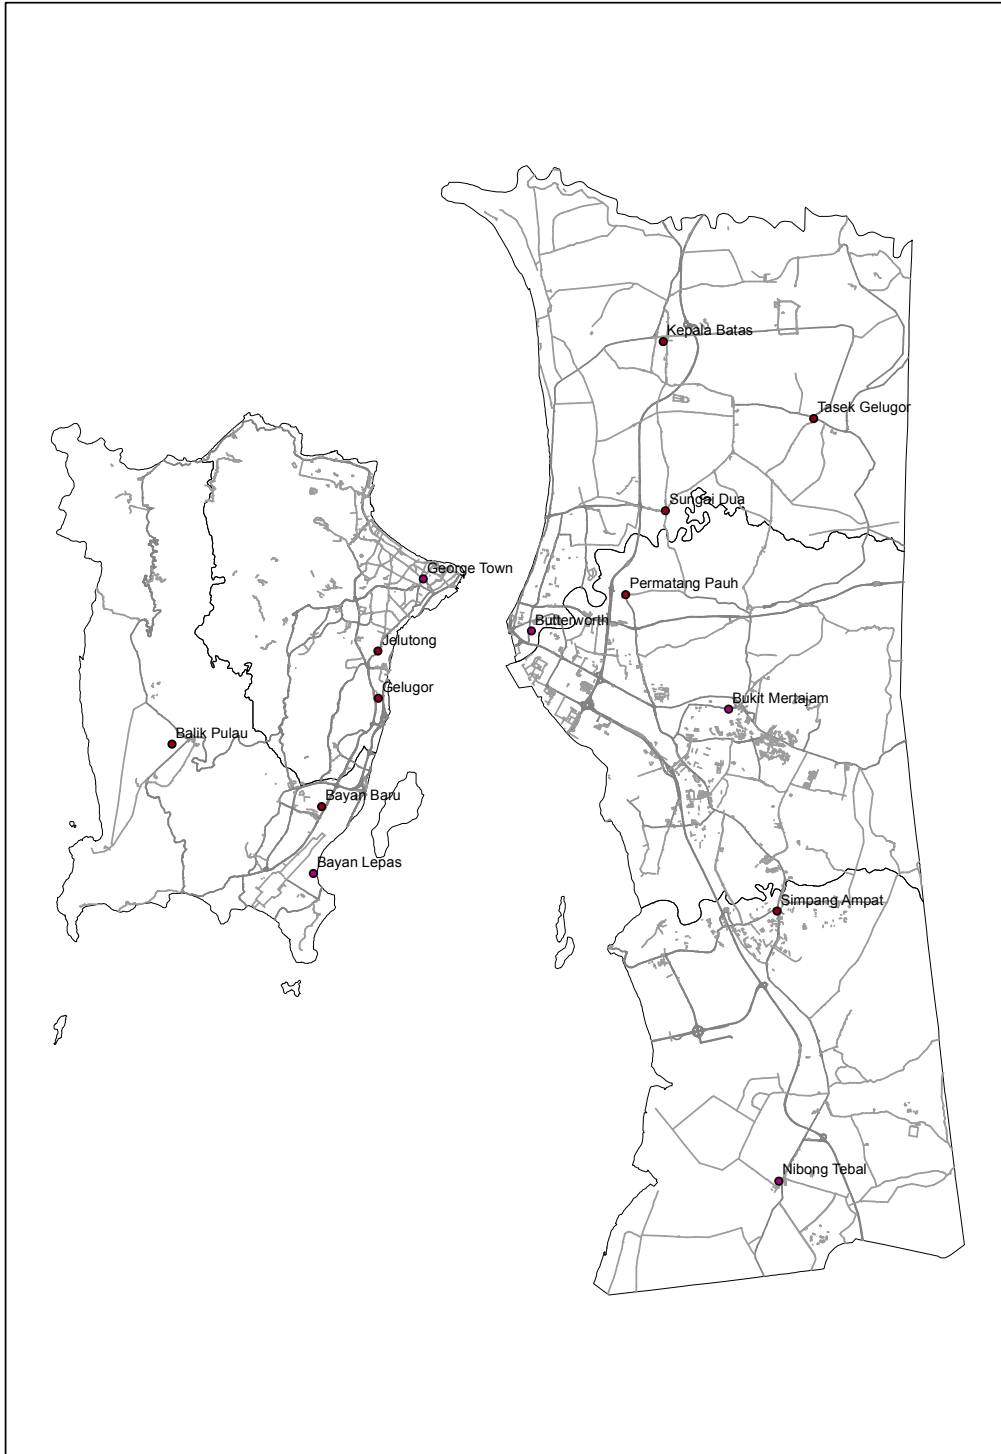 Kepala Batas
Tasek Gelugor
Sungai Dua
George Town
Permatang Pauh
Butterworth
Jelutong
Gelugor
Bukit Mertajam
Balik Pulau
Bayan Baru
Bayan Lepas
Simpang Ampat
Nibong Tebal